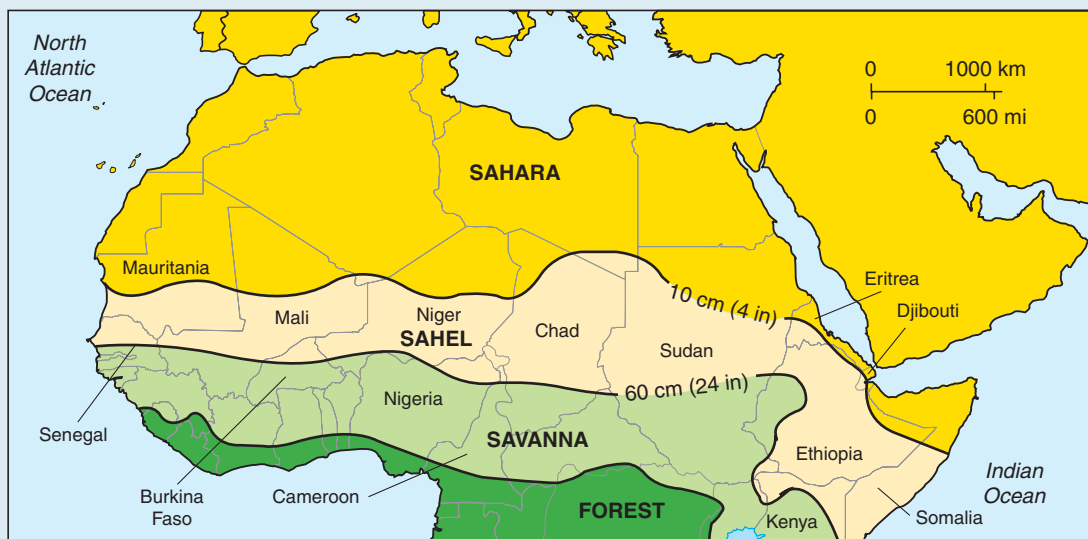 North
Atlantic
Ocean
0 1000 km
0 600 mi
SAHARA
Mauritania
Eritrea
10 cm (4 in)
Djibouti
Mali
Niger
SAHEL
Chad
Sudan
60 cm (24 in)
Nigeria
Senegal
SAVANNA
Ethiopia
Indian
Ocean
Burkina
Faso
Cameroon
FOREST
Kenya
Somalia